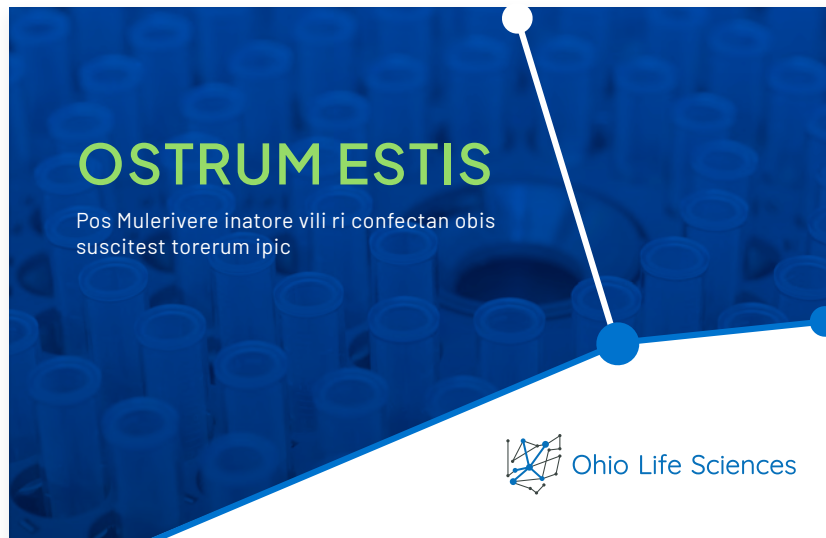 OSTRUM ESTIS
Pos Mulerivere inatore vili ri confectan obis
suscitest torerum ipic
Ohio Life Sciences